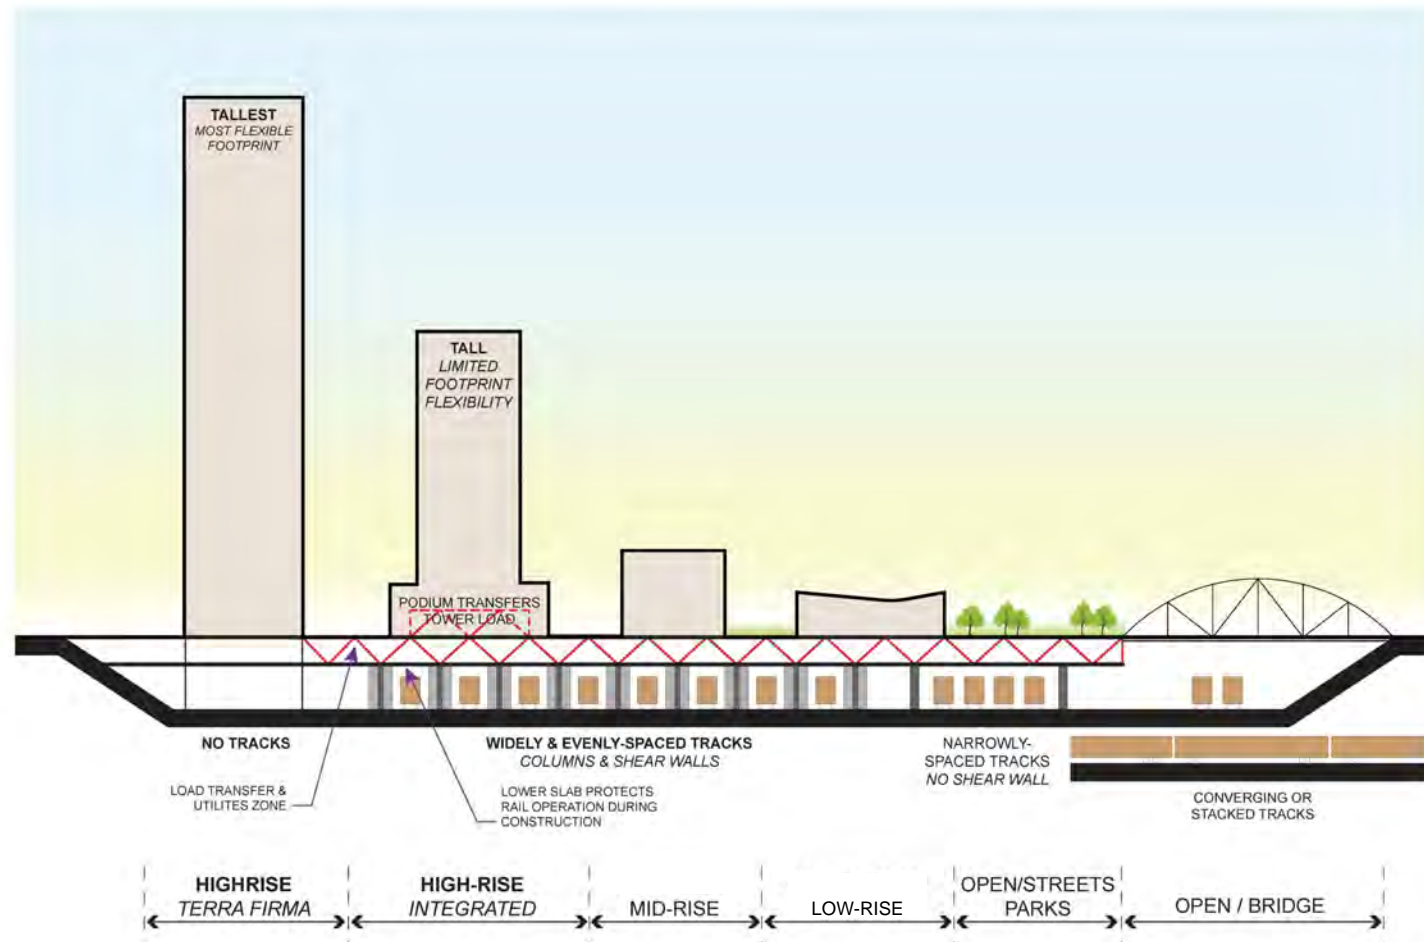 TALLEST
MOST FLEXIBLE
FOOTPRINT
TALL
LIMITED
FOOTPRINT
FLEXIBILITY
PODIUM TRANSFERS
TOWER LOAD
NO TRACKS
WIDELY & EVENLY-SPACED TRACKS
COLUMNS & SHEAR WALLS
NARROWLY-
SPACED TRACKS
NO SHEAR WALL
LOAD TRANSFER &
UTILITES ZONE
LOWER SLAB PROTECTS
RAIL OPERATION DURING
CONSTRUCTION
CONVERGING OR
STACKED TRACKS
HIGHRISE
TERRA FIRMA
HIGH-RISE
INTEGRATED
MID-RISE
LOW-RISE
OPEN/STREETS
PARKS
OPEN / BRIDGE